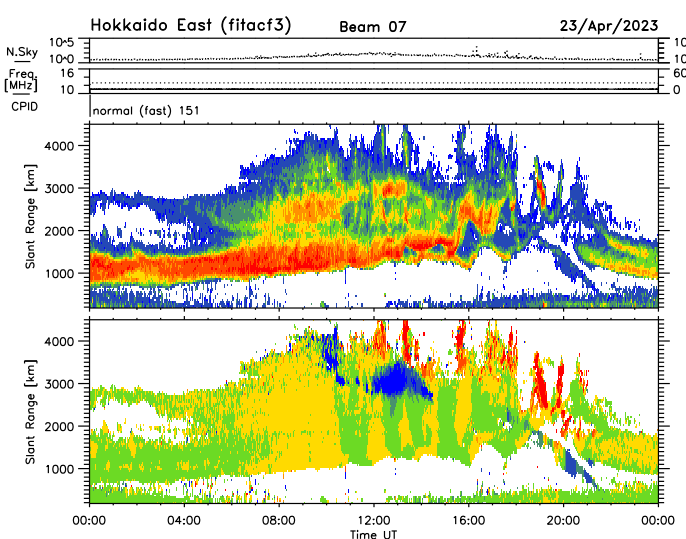 Hokkaido East (fitacf3) Beam 07 23/Apr/2023
N.Sky 10^5 10^0 10 10
Freq. [MHz] 16 10 60 0
CPID normal (fast) 151
Slant Range [km] 4000 3000 2000 1000
Slant Range [km] 4000 3000 2000 1000
00:00 04:00 08:00 12:00 16:00 20:00 00:00
Time UT